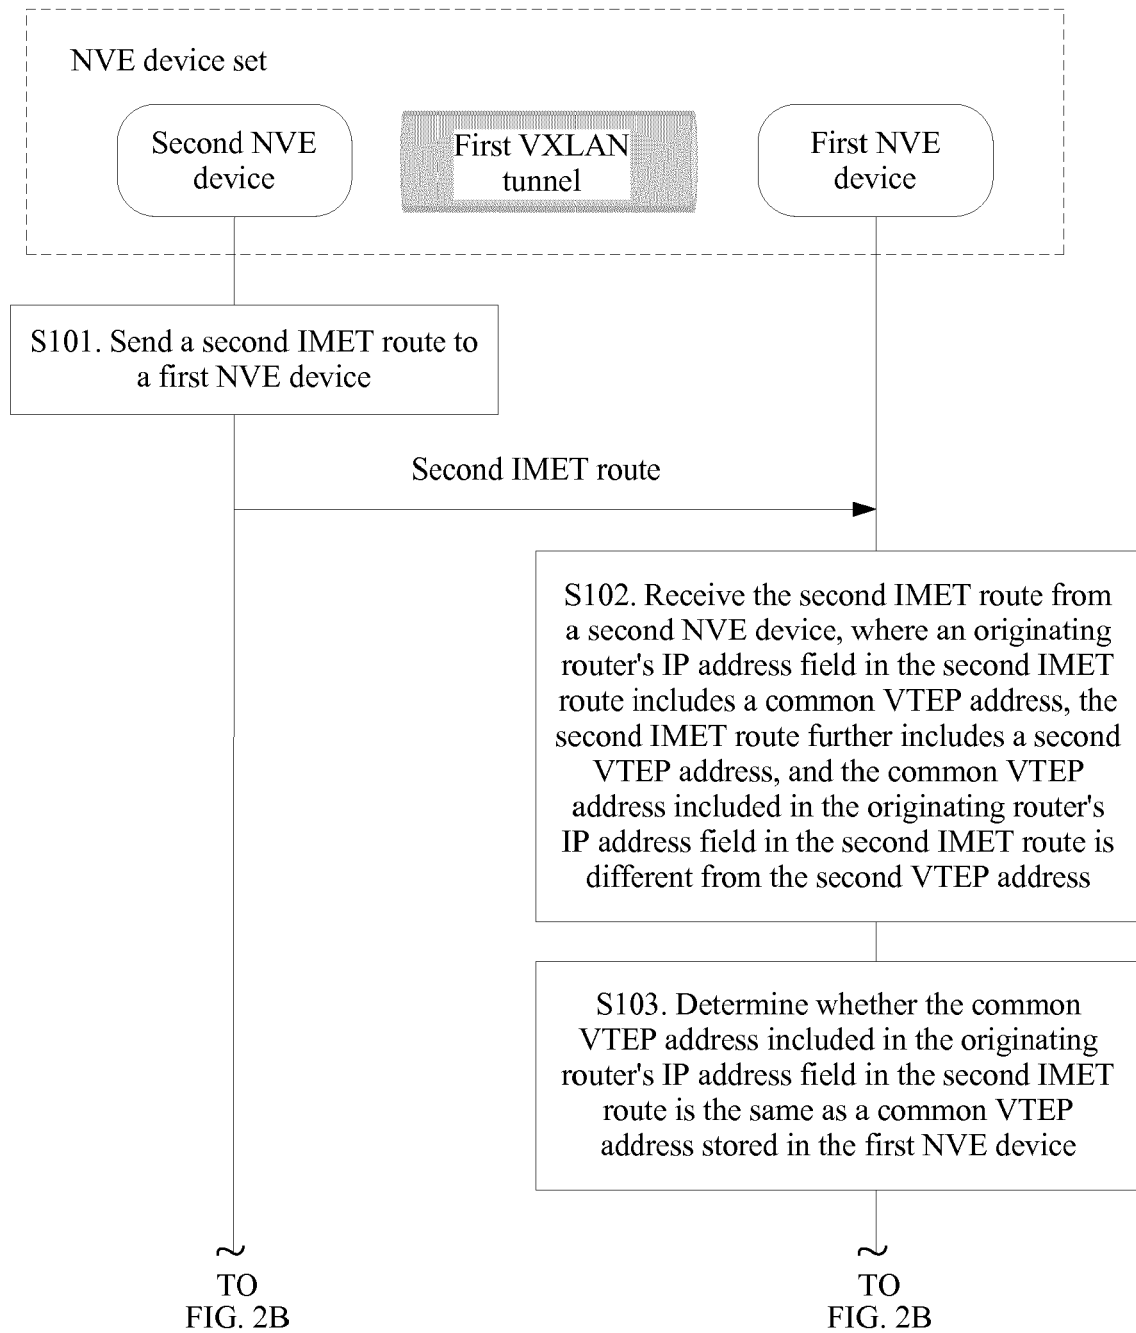 NVE device set
Second NVE
device
First VXLAN
tunnel
First NVE
device
S101. Send a second IMET route to
a first NVE device
Second IMET route
S102. Receive the second IMET route from
a second NVE device, where an originating
router's IP address field in the second IMET
route includes a common VTEP address, the
second IMET route further includes a second
VTEP address, and the common VTEP
address included in the originating router's
IP address field in the second IMET route is
different from the second VTEP address
S103. Determine whether the common
VTEP address included in the originating
router's IP address field in the second IMET
route is the same as a common VTEP
address stored in the first NVE device
TO
FIG. 2B
TO
FIG. 2B